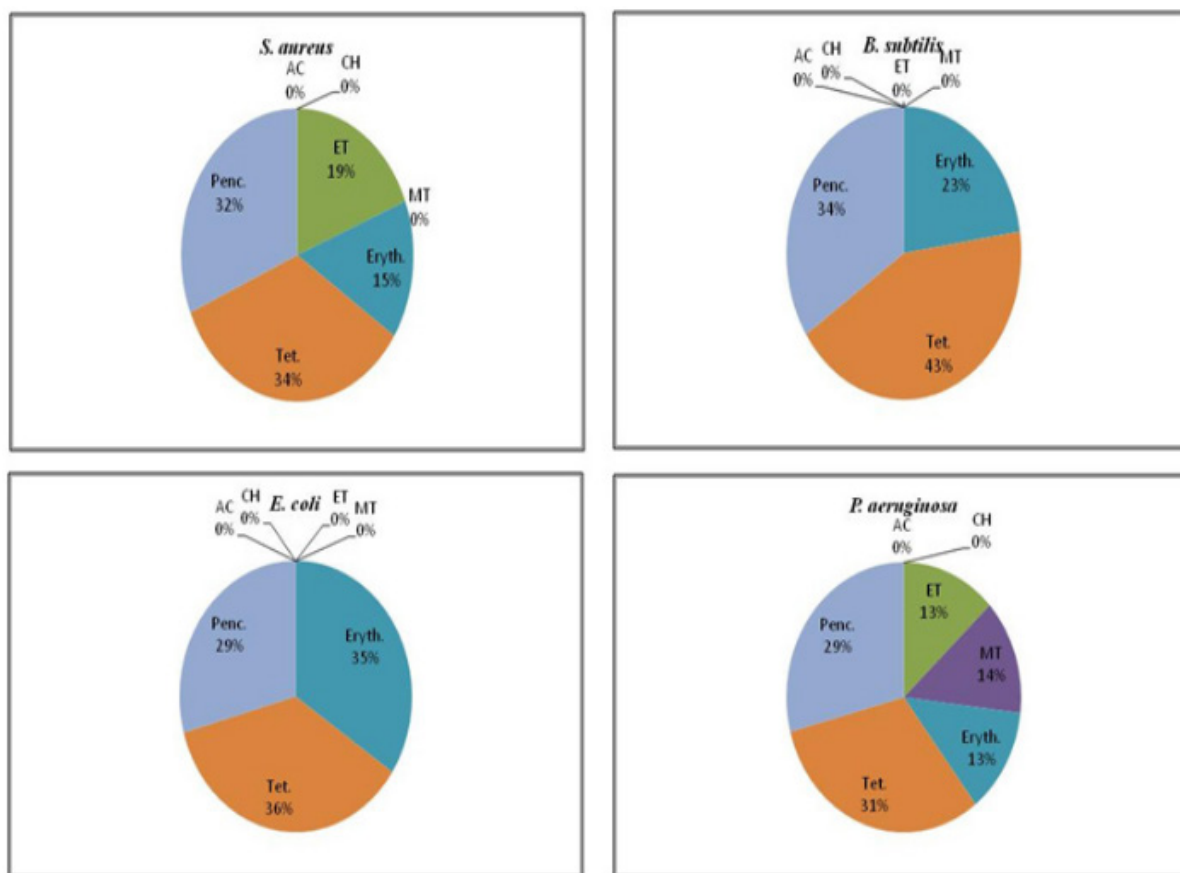 S. aureus
AC
0%
CH
0%
ET
19%
MT
0%
Eryth.
15%
Tet.
34%
Penc.
32%
B. subtilis
AC
0%
CH
0%
ET
0%
MT
0%
Eryth.
23%
Tet.
43%
Penc.
34%
E. coli
AC
0%
CH
0%
ET
0%
MT
0%
Eryth.
35%
Tet.
36%
Penc.
29%
P. aeruginosa
AC
0%
CH
0%
ET
13%
MT
14%
Eryth.
13%
Tet.
31%
Penc.
29%